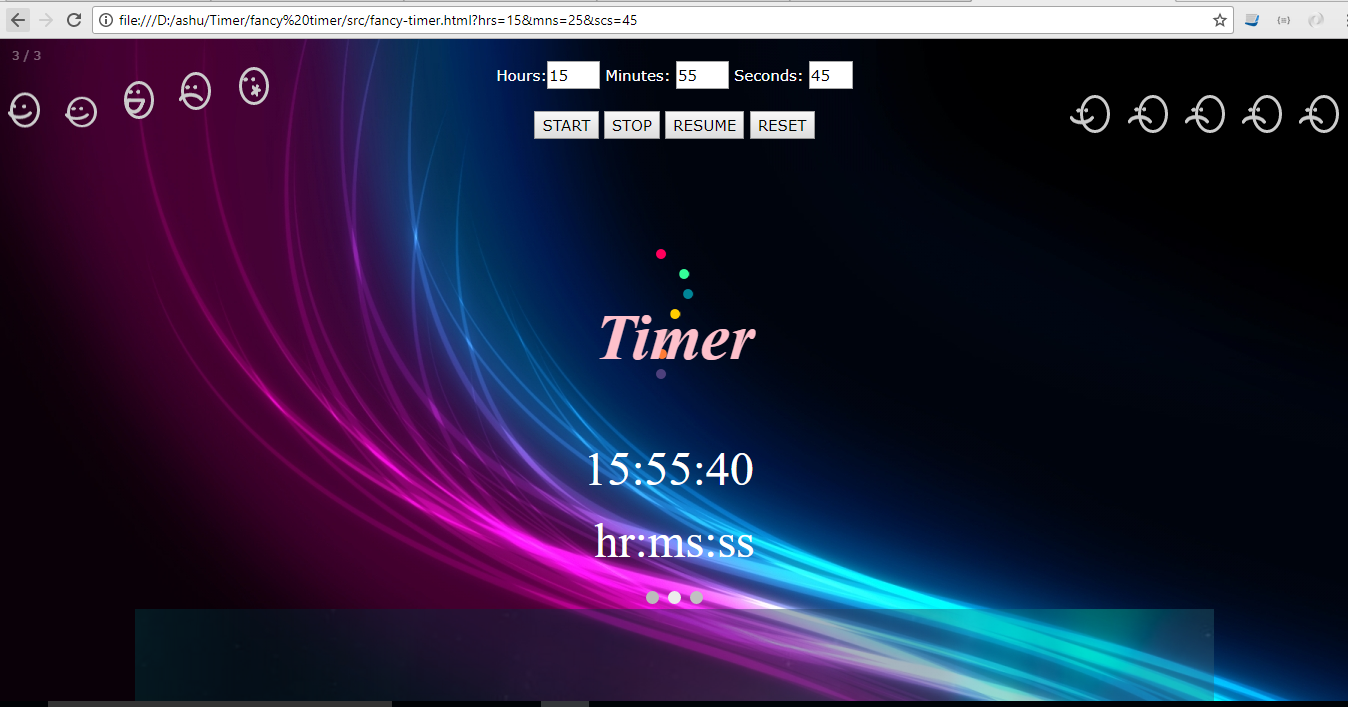 file:///D:/ashu/Timer/fancy%20timer/src/fancy-timer.html?hrs=15&mns=25&scs=45
3 / 3
Hours: 15 Minutes: 55 Seconds: 45
START STOP RESUME RESET
Timer
15:55:40
hr:ms:ss